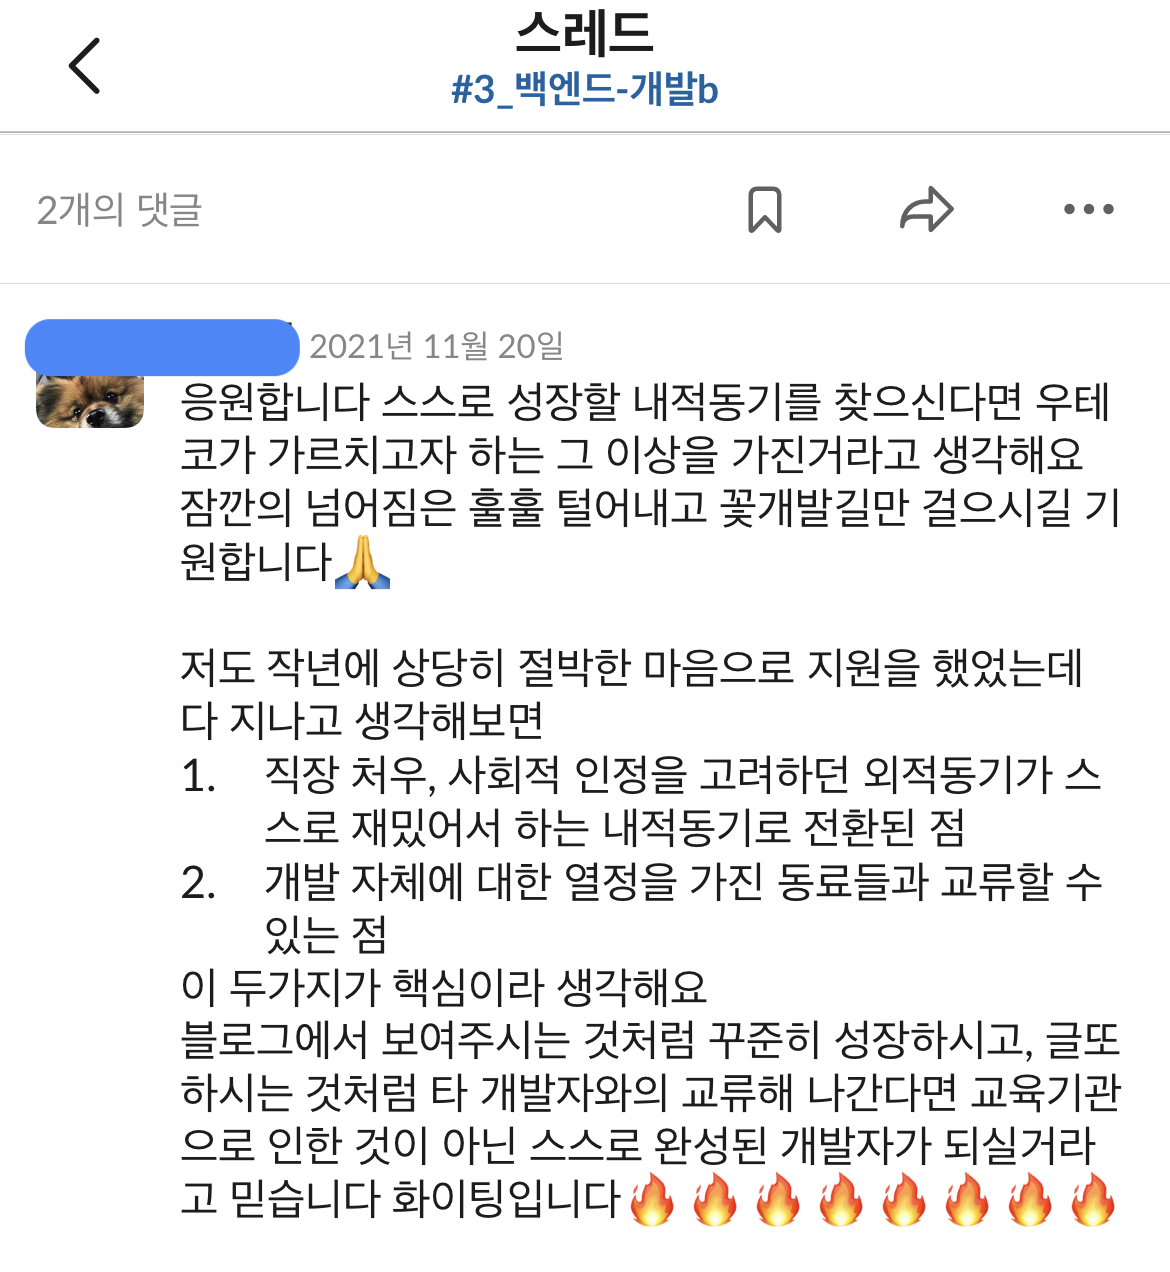 스레드
#3_백엔드-개발b
2개의 댓글
2021년 11월 20일
응원합니다 스스로 성장할 내적동기를 찾으신다면 우테
코가 가르치고자 하는 그 이상을 가진거라고 생각해요
잠깐의 넘어짐은 훌훌 털어내고 꽃개발길만 걸으시길 기
원합니다🙏
저도 작년에 상당히 절박한 마음으로 지원을 했었는데
다 지나고 생각해보면
1. 직장 처우, 사회적 인정을 고려하던 외적동기가 스
스로 재밌어서 하는 내적동기로 전환된 점
2. 개발 자체에 대한 열정을 가진 동료들과 교류할 수
있는 점
이 두가지가 핵심이라 생각해요
블로그에서 보여주시는 것처럼 꾸준히 성장하시고, 글또
하시는 것처럼 타 개발자와의 교류해 나간다면 교육기관
으로 인한 것이 아닌 스스로 완성된 개발자가 되실거라
고 믿습니다 화이팅입니다🔥🔥🔥🔥🔥🔥🔥🔥